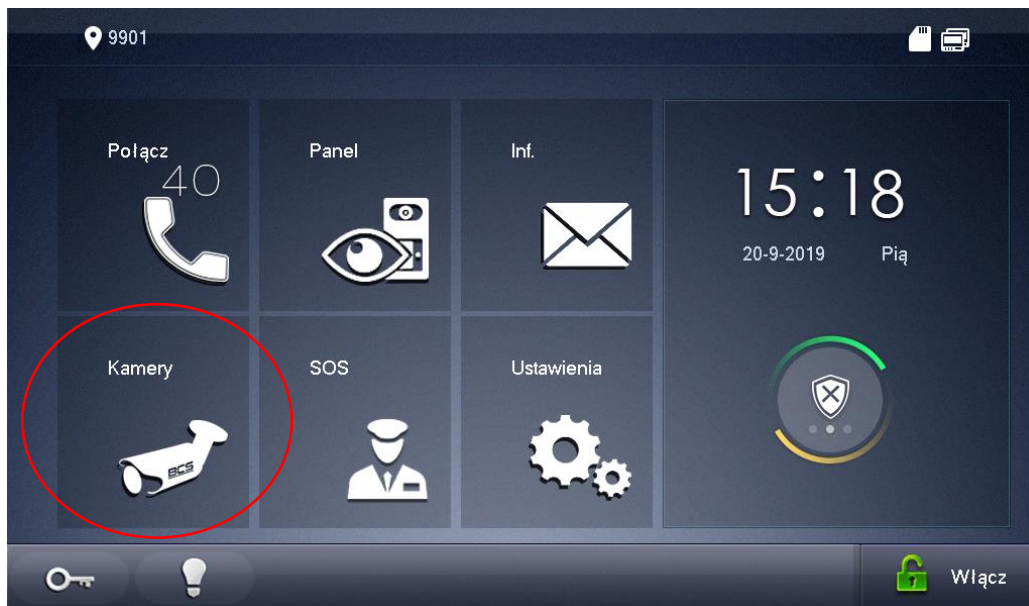 9901
Połącz
40
Panel
Inf.
15:18
20-9-2019 Pią
Kamery
BCS
SOS
Ustawienia
Włącz